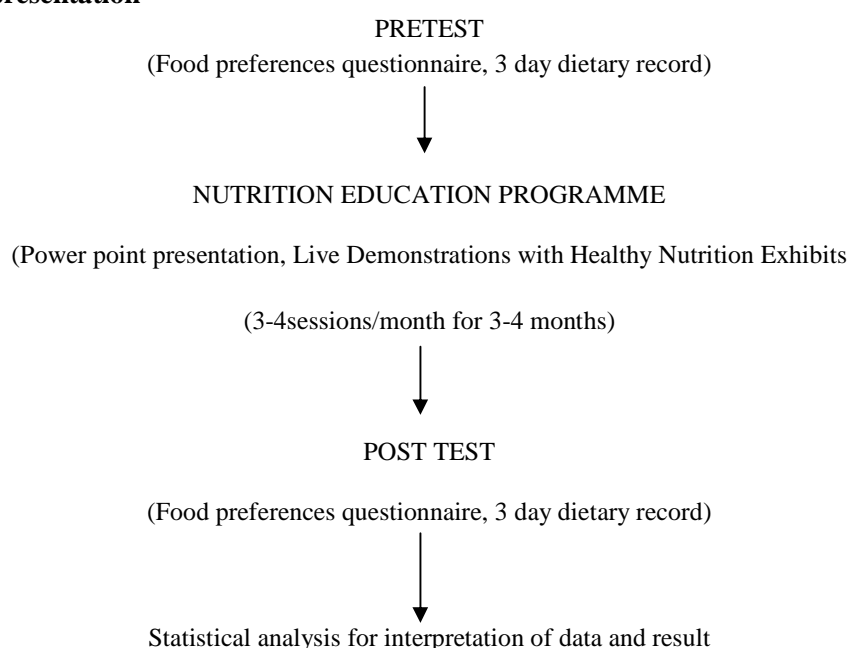 presentation
PRETEST
(Food preferences questionnaire, 3 day dietary record)
NUTRITION EDUCATION PROGRAMME
(Power point presentation, Live Demonstrations with Healthy Nutrition Exhibits
(3-4sessions/month for 3-4 months)
POST TEST
(Food preferences questionnaire, 3 day dietary record)
Statistical analysis for interpretation of data and result